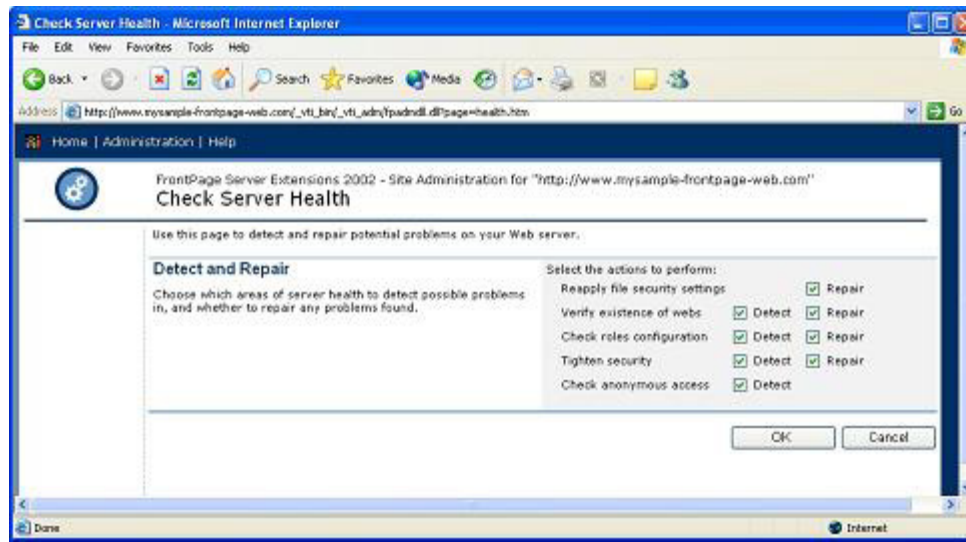 Check Server Health - Microsoft Internet Explorer
File Edit View Favorites Tools Help
Back Search Favorites Media
Address http://www.mysample-frontpage-web.com/_vti_bin/_vti_adm/fpadmdll.dll?page=health.htm Go
Home | Administration | Help
FrontPage Server Extensions 2002 - Site Administration for "http://www.mysample-frontpage-web.com"
Check Server Health
Use this page to detect and repair potential problems on your Web server.
Detect and Repair
Choose which areas of server health to detect possible problems
in, and whether to repair any problems found.
Select the actions to perform:
Reapply file security settings Repair
Verify existence of webs Detect Repair
Check roles configuration Detect Repair
Tighten security Detect Repair
Check anonymous access Detect
OK Cancel
Done Internet